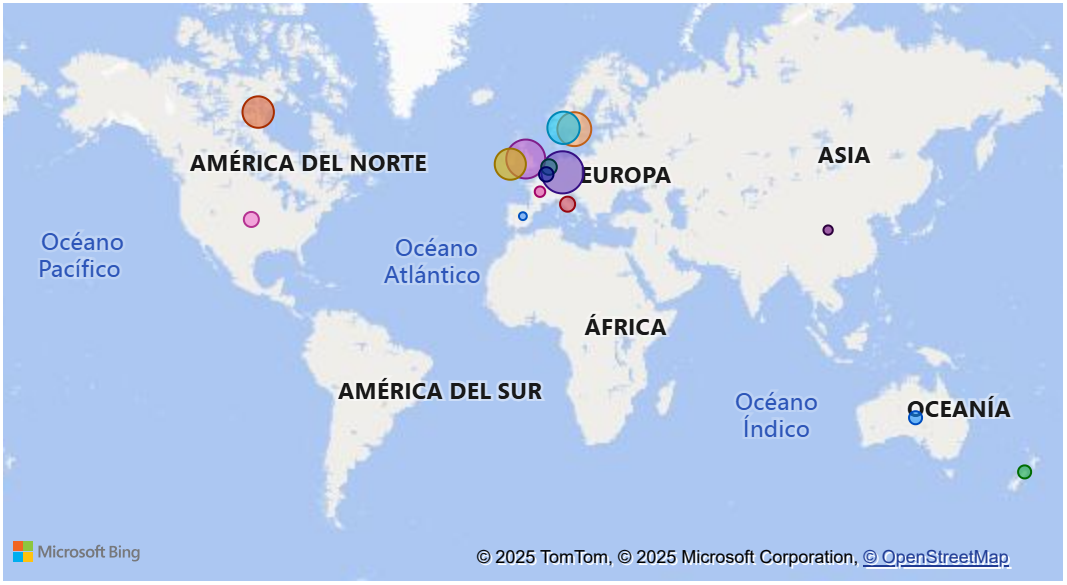 AMÉRICA DEL NORTE
EUROPA
ASIA
Océano
Pacífico
Océano
Atlántico
ÁFRICA
AMÉRICA DEL SUR
Océano
Índico
OCEANÍA
Microsoft Bing
© 2025 TomTom, © 2025 Microsoft Corporation, © OpenStreetMap